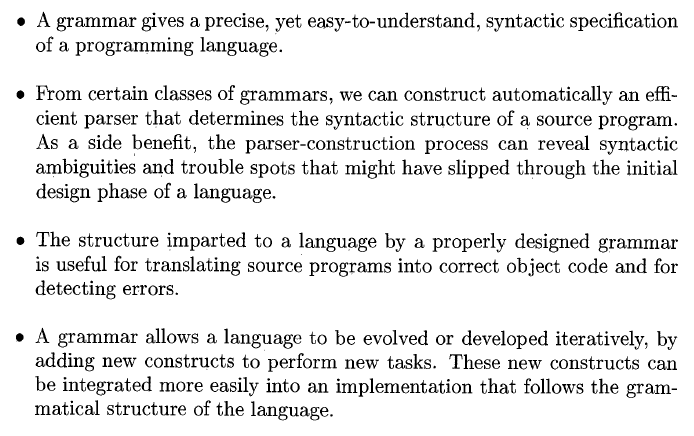 • A grammar gives a precise, yet easy-to-understand, syntactic specification
of a programming language.
• From certain classes of grammars, we can construct automatically an effi-
cient parser that determines the syntactic structure of a source program.
As a side benefit, the parser-construction process can reveal syntactic
ambiguities and trouble spots that might have slipped through the initial
design phase of a language.
• The structure imparted to a language by a properly designed grammar
is useful for translating source programs into correct object code and for
detecting errors.
• A grammar allows a language to be evolved or developed iteratively, by
adding new constructs to perform new tasks. These new constructs can
be integrated more easily into an implementation that follows the gram-
matical structure of the language.